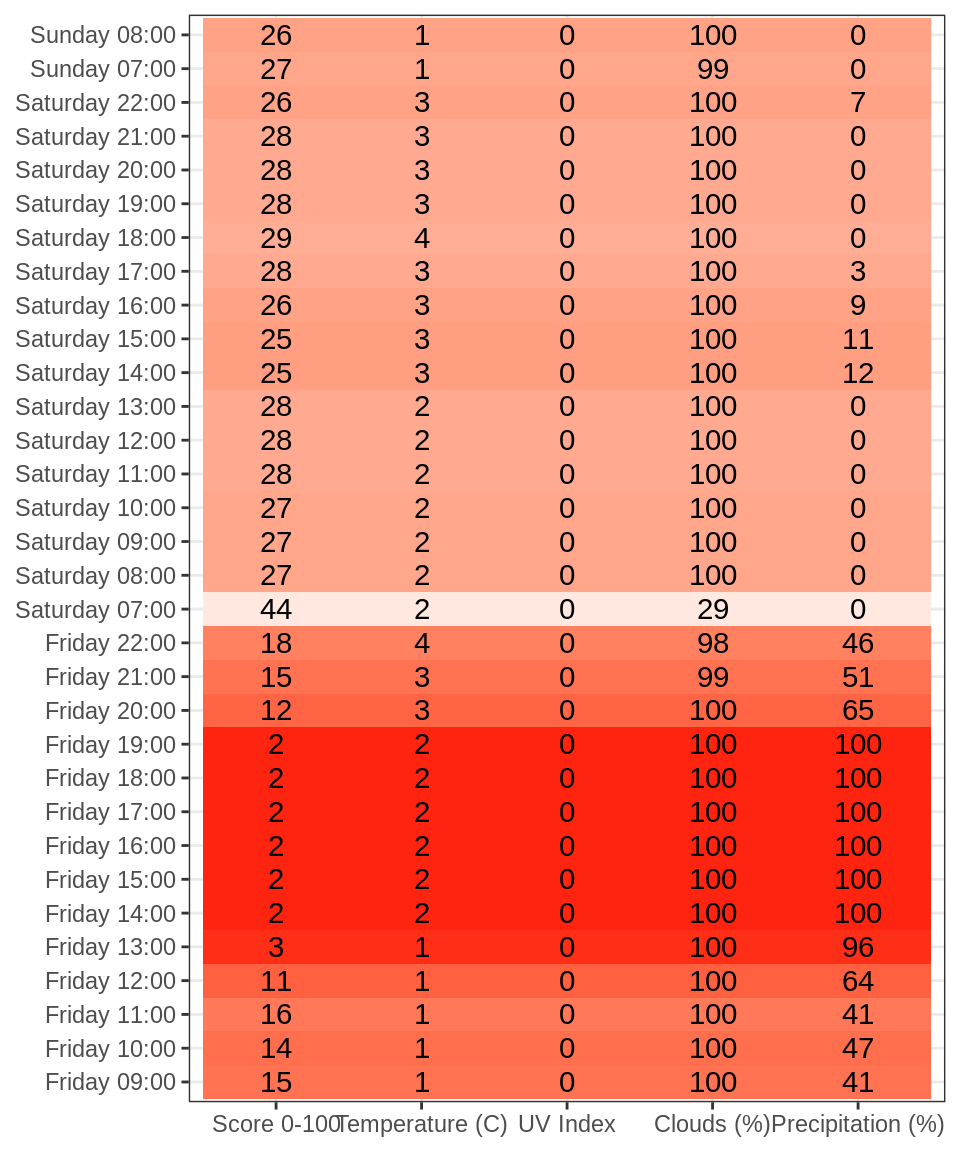 Sunday 08:00 26 1 0 100 0
Sunday 07:00 27 1 0 99 0
Saturday 22:00 26 3 0 100 7
Saturday 21:00 28 3 0 100 0
Saturday 20:00 28 3 0 100 0
Saturday 19:00 28 3 0 100 0
Saturday 18:00 29 4 0 100 0
Saturday 17:00 28 3 0 100 3
Saturday 16:00 26 3 0 100 9
Saturday 15:00 25 3 0 100 11
Saturday 14:00 25 3 0 100 12
Saturday 13:00 28 2 0 100 0
Saturday 12:00 28 2 0 100 0
Saturday 11:00 28 2 0 100 0
Saturday 10:00 27 2 0 100 0
Saturday 09:00 27 2 0 100 0
Saturday 08:00 27 2 0 100 0
Saturday 07:00 44 2 0 29 0
Friday 22:00 18 4 0 98 46
Friday 21:00 15 3 0 99 51
Friday 20:00 12 3 0 100 65
Friday 19:00 2 2 0 100 100
Friday 18:00 2 2 0 100 100
Friday 17:00 2 2 0 100 100
Friday 16:00 2 2 0 100 100
Friday 15:00 2 2 0 100 100
Friday 14:00 2 2 0 100 100
Friday 13:00 3 1 0 100 96
Friday 12:00 11 1 0 100 64
Friday 11:00 16 1 0 100 41
Friday 10:00 14 1 0 100 47
Friday 09:00 15 1 0 100 41
Score 0-100 Temperature (C) UV Index Clouds (%) Precipitation (%)